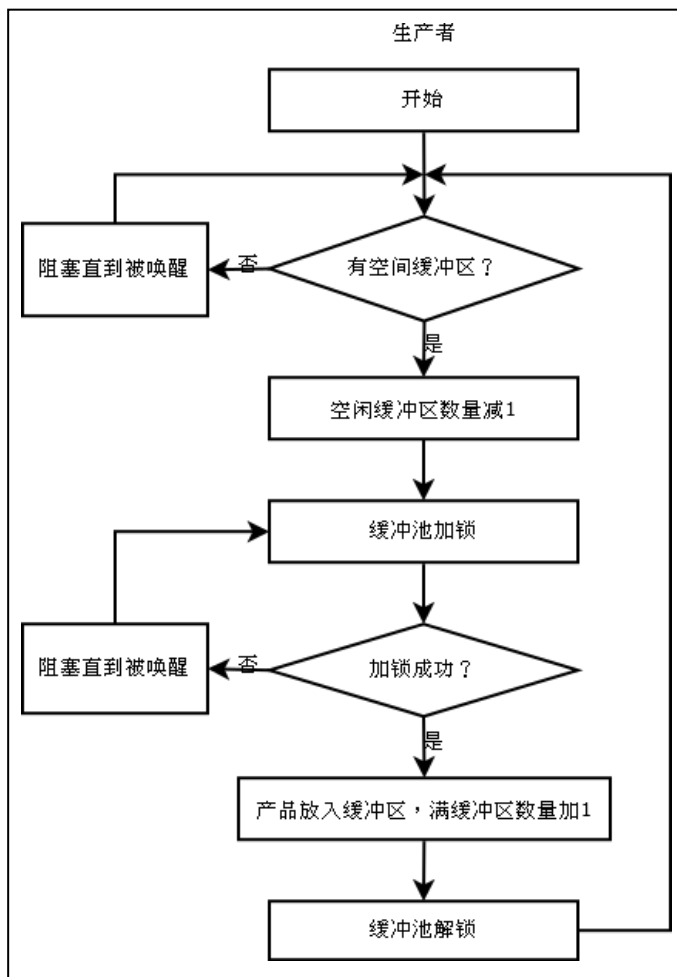 生产者
开始
有空间缓冲区？
否
阻塞直到被唤醒
是
空闲缓冲区数量减1
缓冲池加锁
加锁成功？
否
阻塞直到被唤醒
是
产品放入缓冲区，满缓冲区数量加1
缓冲池解锁